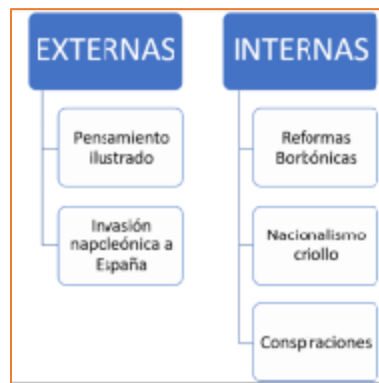 EXTERNAS
Pensamiento
ilustrado
Invasión
napoleónica a
España
INTERNAS
Reformas
Borbónicas
Nacionalismo
criollo
Conspiraciones